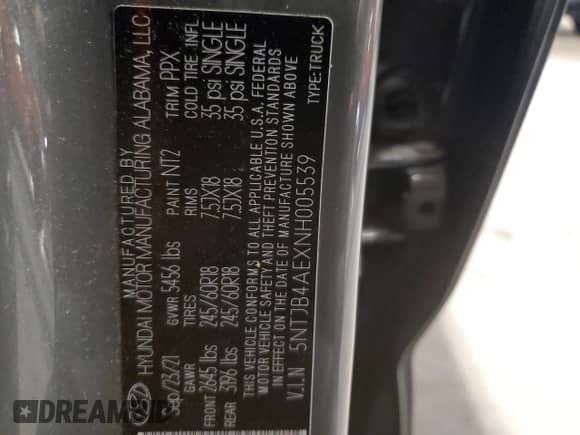 MANUFACTURED BY
HYUNDAI MOTOR MANUFACTURING ALABAMA, LLC
SEP/23/21 GVWR 5456 lbs PAINT NT2 TRIM PPX
GAWR TIRES RIMS COLD TIRE. INFL.
FRONT 2645 lbs 245/60R18 7.5JX18 35 psi SINGLE
REAR 3196 lbs 245/60R18 7.5JX18 35 psi SINGLE
THIS VEHICLE CONFORMS TO ALL APPLICABLE U.S.A. FEDERAL
MOTOR VEHICLE SAFETY AND THEFT PREVENTION STANDARDS
IN EFFECT ON THE DATE OF MANUFACTURE SHOWN ABOVE
V.I.N 5NTJB4AEXNH005539 TYPE:TRUCK
DREAMBID